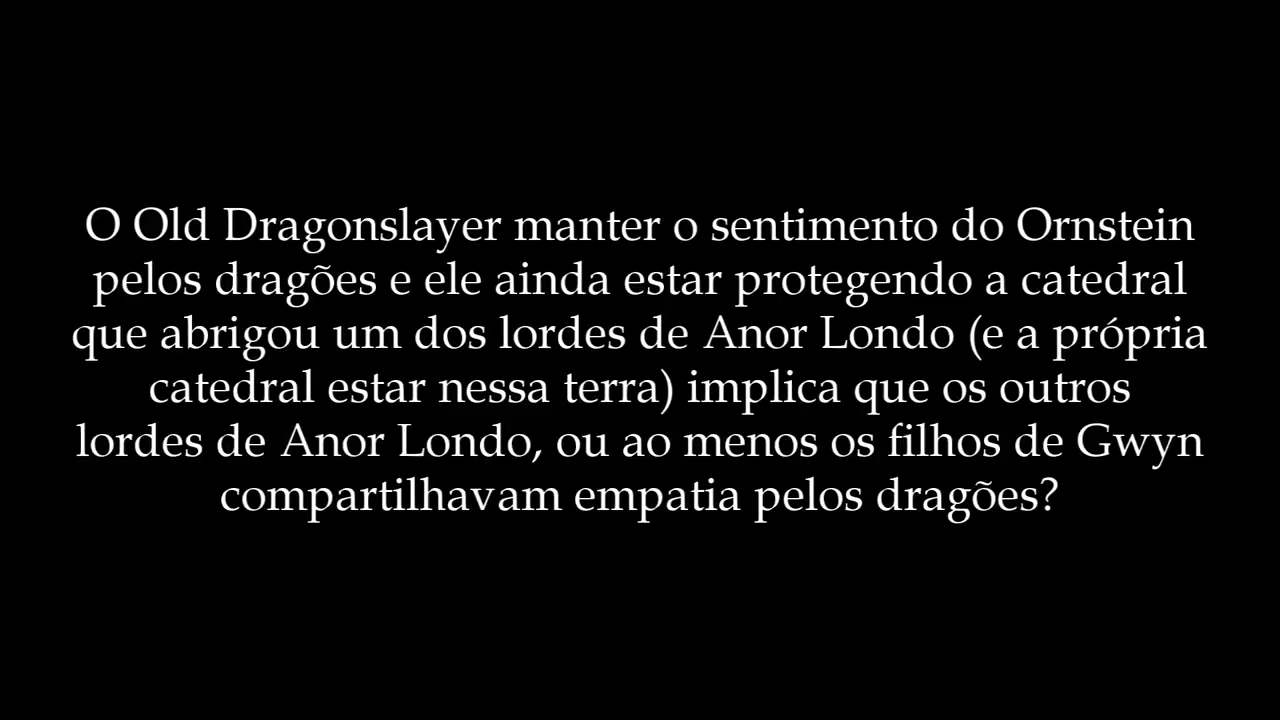 O Old Dragonslayer manter o sentimento do Ornstein
pelos dragões e ele ainda estar protegendo a catedral
que abrigou um dos lordes de Anor Londo (e a própria
catedral estar nessa terra) implica que os outros
lordes de Anor Londo, ou ao menos os filhos de Gwyn
compartilhavam empatia pelos dragões?